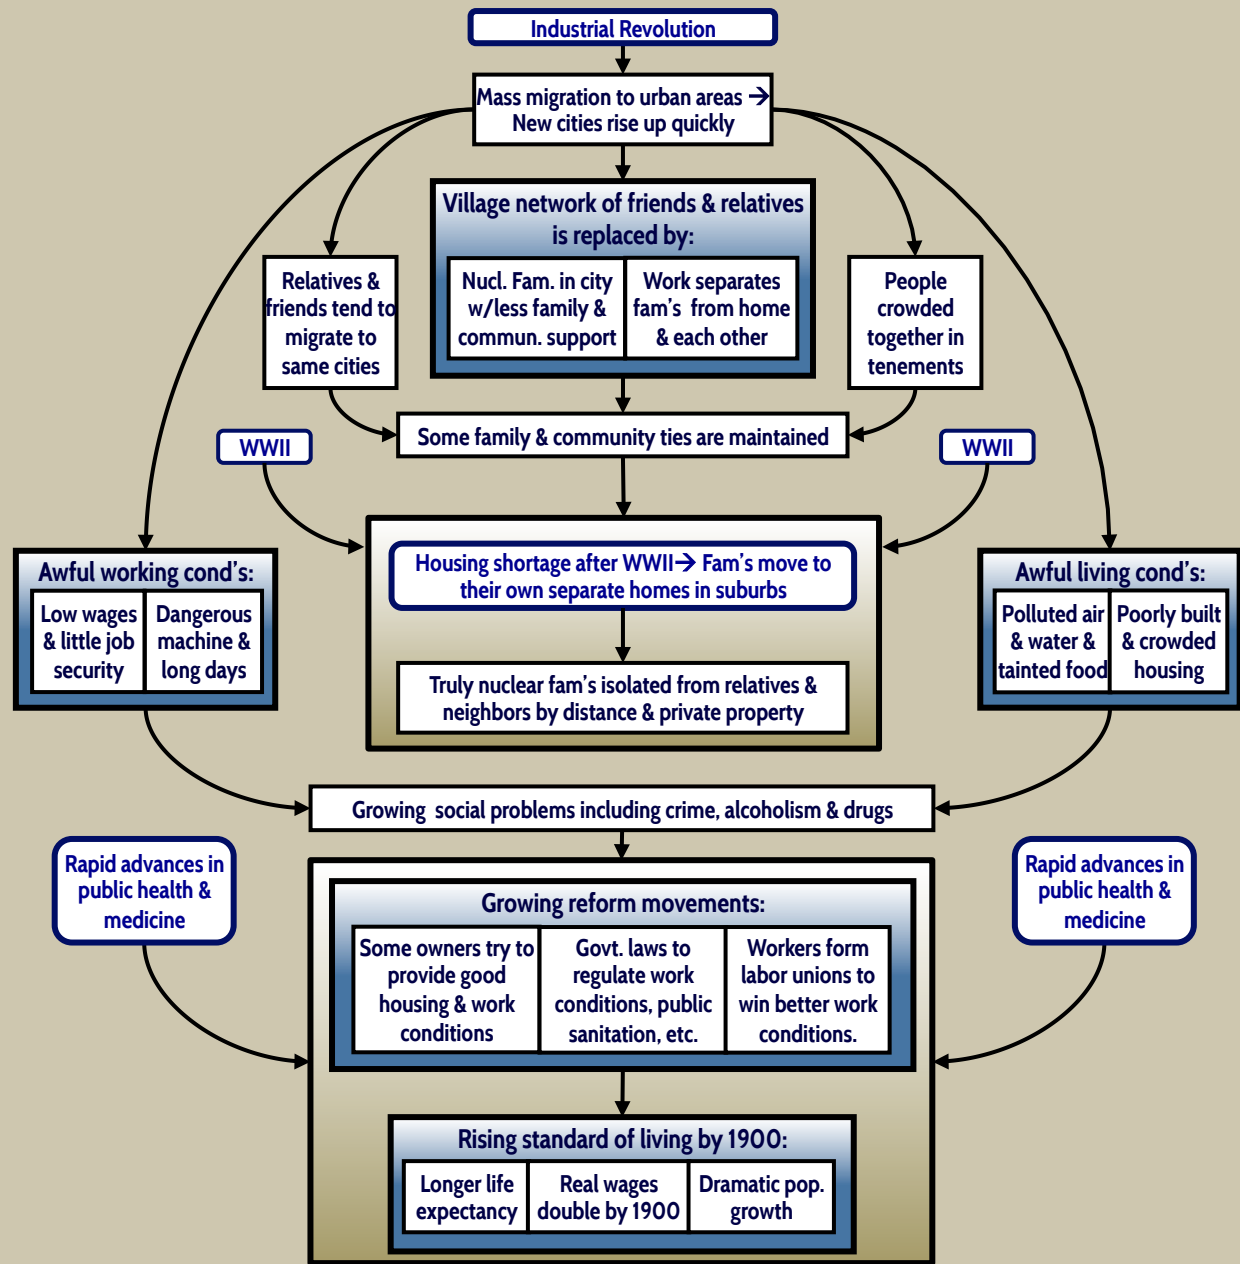 Industrial Revolution
Mass migration to urban areas →
New cities rise up quickly
Village network of friends & relatives
is replaced by:
Nucl. Fam. in city
w/less family &
commun. support
Work separates
fam's from home
& each other
Relatives &
friends tend to
migrate to
same cities
People
crowded
together in
tenements
Some family & community ties are maintained
WWII
WWII
Housing shortage after WWII→ Fam's move to
their own separate homes in suburbs
Truly nuclear fam's isolated from relatives &
neighbors by distance & private property
Awful working cond's:
Low wages
& little job
security
Dangerous
machine &
long days
Awful living cond's:
Polluted air
& water &
tainted food
Poorly built
& crowded
housing
Growing social problems including crime, alcoholism & drugs
Rapid advances in
public health &
medicine
Rapid advances in
public health &
medicine
Growing reform movements:
Some owners try to
provide good
housing & work
conditions
Govt. laws to
regulate work
conditions, public
sanitation, etc.
Workers form
labor unions to
win better work
conditions.
Rising standard of living by 1900:
Longer life
expectancy
Real wages
double by 1900
Dramatic pop.
growth